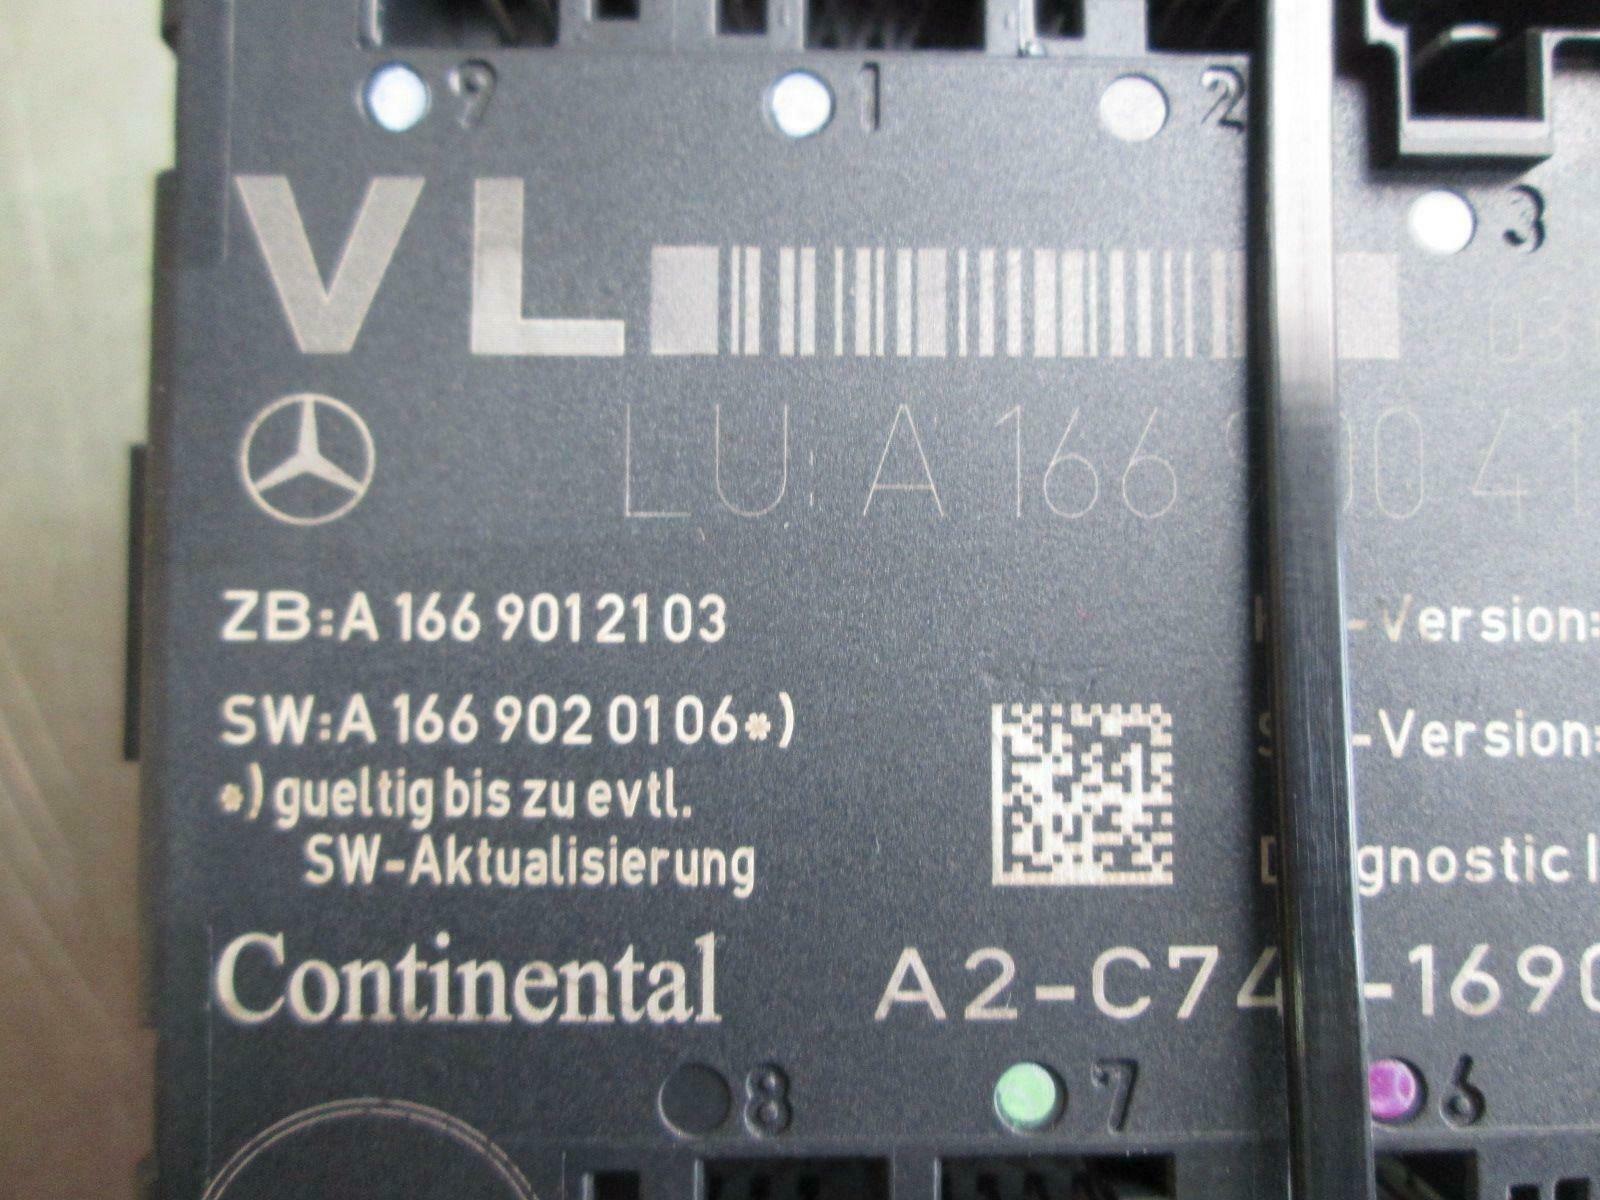 9 1 2
3
VL
LU A 166
ZB:A 166 901 21 03
-Version:
SW:A 166 902 01 06*)
-Version:
*) gueltig bis zu evtl.
SW-Aktualisierung
Continental
A2-C74 -1690
8 7 6